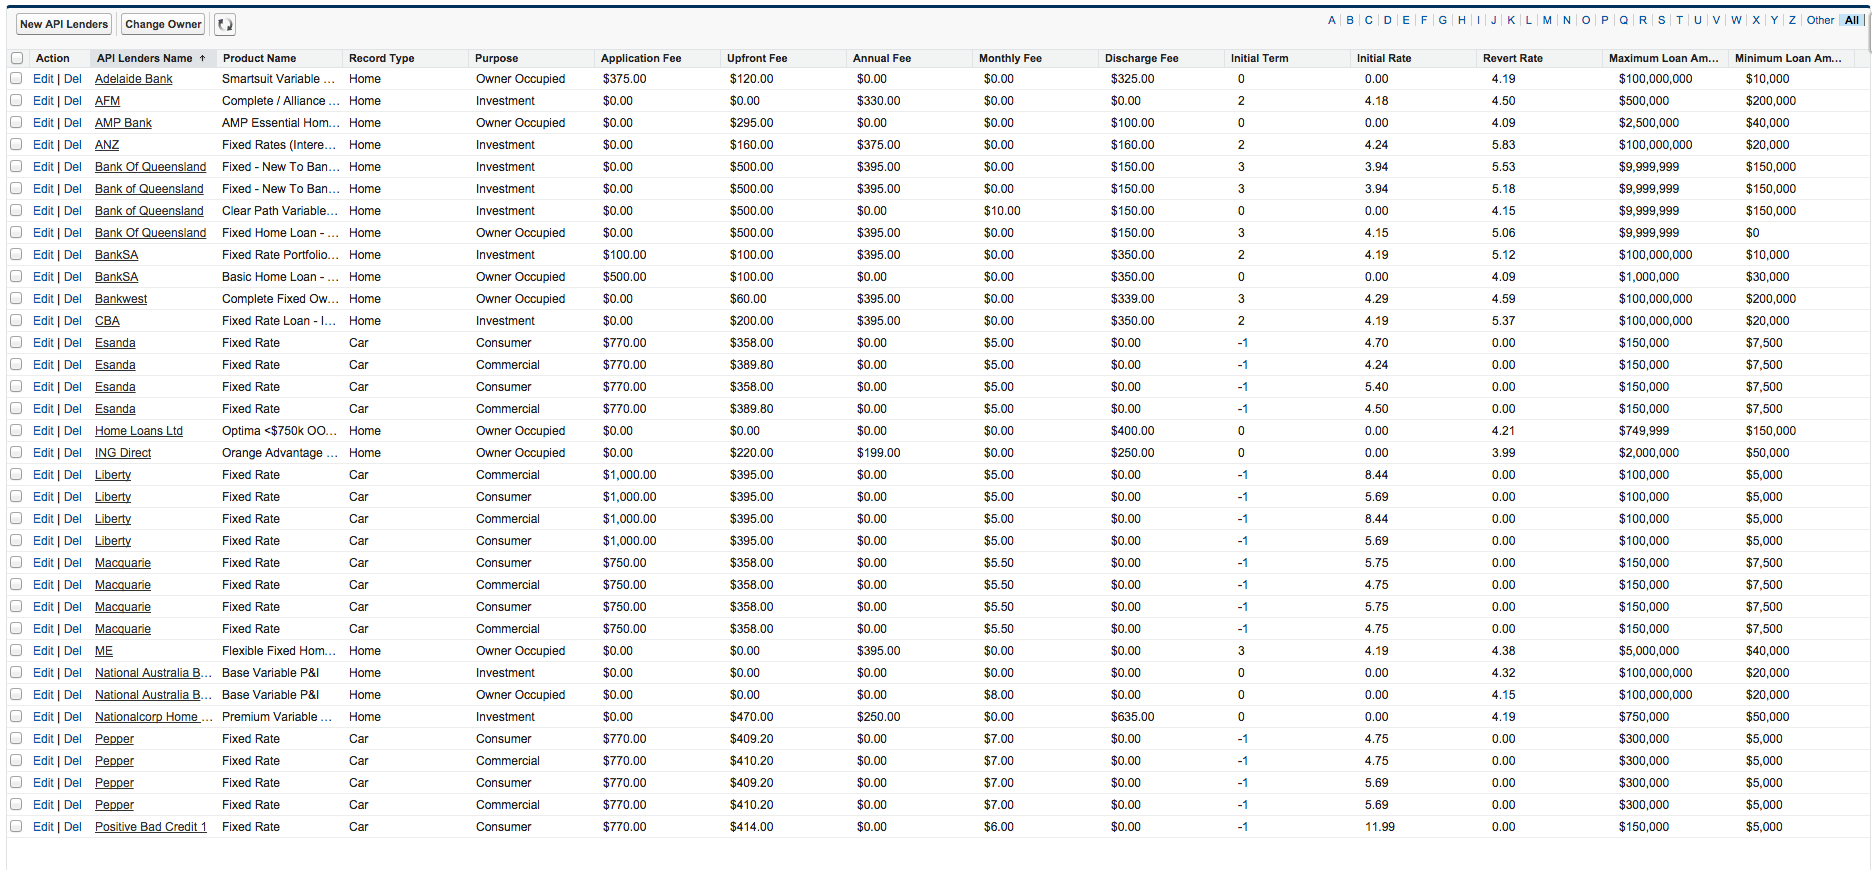 New API Lenders Change Owner A | B | C | D | E | F | G | H | I | J | K | L | M | N | O | P | Q | R | S | T | U | V | W | X | Y | Z | Other | All |
Action API Lenders Name ↑ Product Name Record Type Purpose Application Fee Upfront Fee Annual Fee Monthly Fee Discharge Fee Initial Term Initial Rate Revert Rate Maximum Loan Am... Minimum Loan Am...
Edit | Del Adelaide Bank Smartsuit Variable ... Home Owner Occupied $375.00 $120.00 $0.00 $0.00 $325.00 0 0.00 4.19 $100,000,000 $10,000
Edit | Del AFM Complete / Alliance ... Home Investment $0.00 $0.00 $330.00 $0.00 $0.00 2 4.18 4.50 $500,000 $200,000
Edit | Del AMP Bank AMP Essential Hom... Home Owner Occupied $0.00 $295.00 $0.00 $0.00 $100.00 0 0.00 4.09 $2,500,000 $40,000
Edit | Del ANZ Fixed Rates (Intere... Home Investment $0.00 $160.00 $375.00 $0.00 $160.00 2 4.24 5.83 $100,000,000 $20,000
Edit | Del Bank Of Queensland Fixed - New To Ban... Home Investment $0.00 $500.00 $395.00 $0.00 $150.00 3 3.94 5.53 $9,999,999 $150,000
Edit | Del Bank of Queensland Fixed - New To Ban... Home Investment $0.00 $500.00 $395.00 $0.00 $150.00 3 3.94 5.18 $9,999,999 $150,000
Edit | Del Bank of Queensland Clear Path Variable... Home Investment $0.00 $500.00 $0.00 $10.00 $150.00 0 0.00 4.15 $9,999,999 $150,000
Edit | Del Bank Of Queensland Fixed Home Loan - ... Home Owner Occupied $0.00 $500.00 $395.00 $0.00 $150.00 3 4.15 5.06 $9,999,999 $0
Edit | Del BankSA Fixed Rate Portfolio... Home Investment $100.00 $100.00 $395.00 $0.00 $350.00 2 4.19 5.12 $100,000,000 $10,000
Edit | Del BankSA Basic Home Loan - ... Home Owner Occupied $500.00 $100.00 $0.00 $0.00 $350.00 0 0.00 4.09 $1,000,000 $30,000
Edit | Del Bankwest Complete Fixed Ow... Home Owner Occupied $0.00 $60.00 $395.00 $0.00 $339.00 3 4.29 4.59 $100,000,000 $200,000
Edit | Del CBA Fixed Rate Loan - I... Home Investment $0.00 $200.00 $395.00 $0.00 $350.00 2 4.19 5.37 $100,000,000 $20,000
Edit | Del Esanda Fixed Rate Car Consumer $770.00 $358.00 $0.00 $5.00 $0.00 -1 4.70 0.00 $150,000 $7,500
Edit | Del Esanda Fixed Rate Car Commercial $770.00 $389.80 $0.00 $5.00 $0.00 -1 4.24 0.00 $150,000 $7,500
Edit | Del Esanda Fixed Rate Car Consumer $770.00 $358.00 $0.00 $5.00 $0.00 -1 5.40 0.00 $150,000 $7,500
Edit | Del Esanda Fixed Rate Car Commercial $770.00 $389.80 $0.00 $5.00 $0.00 -1 4.50 0.00 $150,000 $7,500
Edit | Del Home Loans Ltd Optima <$750k OO... Home Owner Occupied $0.00 $0.00 $0.00 $0.00 $400.00 0 0.00 4.21 $749,999 $150,000
Edit | Del ING Direct Orange Advantage ... Home Owner Occupied $0.00 $220.00 $199.00 $0.00 $250.00 0 0.00 3.99 $2,000,000 $50,000
Edit | Del Liberty Fixed Rate Car Commercial $1,000.00 $395.00 $0.00 $5.00 $0.00 -1 8.44 0.00 $100,000 $5,000
Edit | Del Liberty Fixed Rate Car Consumer $1,000.00 $395.00 $0.00 $5.00 $0.00 -1 5.69 0.00 $100,000 $5,000
Edit | Del Liberty Fixed Rate Car Commercial $1,000.00 $395.00 $0.00 $5.00 $0.00 -1 8.44 0.00 $100,000 $5,000
Edit | Del Liberty Fixed Rate Car Consumer $1,000.00 $395.00 $0.00 $5.00 $0.00 -1 5.69 0.00 $100,000 $5,000
Edit | Del Macquarie Fixed Rate Car Consumer $750.00 $358.00 $0.00 $5.50 $0.00 -1 5.75 0.00 $150,000 $7,500
Edit | Del Macquarie Fixed Rate Car Commercial $750.00 $358.00 $0.00 $5.50 $0.00 -1 4.75 0.00 $150,000 $7,500
Edit | Del Macquarie Fixed Rate Car Consumer $750.00 $358.00 $0.00 $5.50 $0.00 -1 5.75 0.00 $150,000 $7,500
Edit | Del Macquarie Fixed Rate Car Commercial $750.00 $358.00 $0.00 $5.50 $0.00 -1 4.75 0.00 $150,000 $7,500
Edit | Del ME Flexible Fixed Hom... Home Owner Occupied $0.00 $0.00 $395.00 $0.00 $0.00 3 4.19 4.38 $5,000,000 $40,000
Edit | Del National Australia B... Base Variable P&I Home Investment $0.00 $0.00 $0.00 $0.00 $0.00 0 0.00 4.32 $100,000,000 $20,000
Edit | Del National Australia B... Base Variable P&I Home Owner Occupied $0.00 $0.00 $0.00 $8.00 $0.00 0 0.00 4.15 $100,000,000 $20,000
Edit | Del Nationalcorp Home ... Premium Variable ... Home Investment $0.00 $470.00 $250.00 $0.00 $635.00 0 0.00 4.19 $750,000 $50,000
Edit | Del Pepper Fixed Rate Car Consumer $770.00 $409.20 $0.00 $7.00 $0.00 -1 4.75 0.00 $300,000 $5,000
Edit | Del Pepper Fixed Rate Car Commercial $770.00 $410.20 $0.00 $7.00 $0.00 -1 4.75 0.00 $300,000 $5,000
Edit | Del Pepper Fixed Rate Car Consumer $770.00 $409.20 $0.00 $7.00 $0.00 -1 5.69 0.00 $300,000 $5,000
Edit | Del Pepper Fixed Rate Car Commercial $770.00 $410.20 $0.00 $7.00 $0.00 -1 5.69 0.00 $300,000 $5,000
Edit | Del Positive Bad Credit 1 Fixed Rate Car Consumer $770.00 $414.00 $0.00 $6.00 $0.00 -1 11.99 0.00 $150,000 $5,000